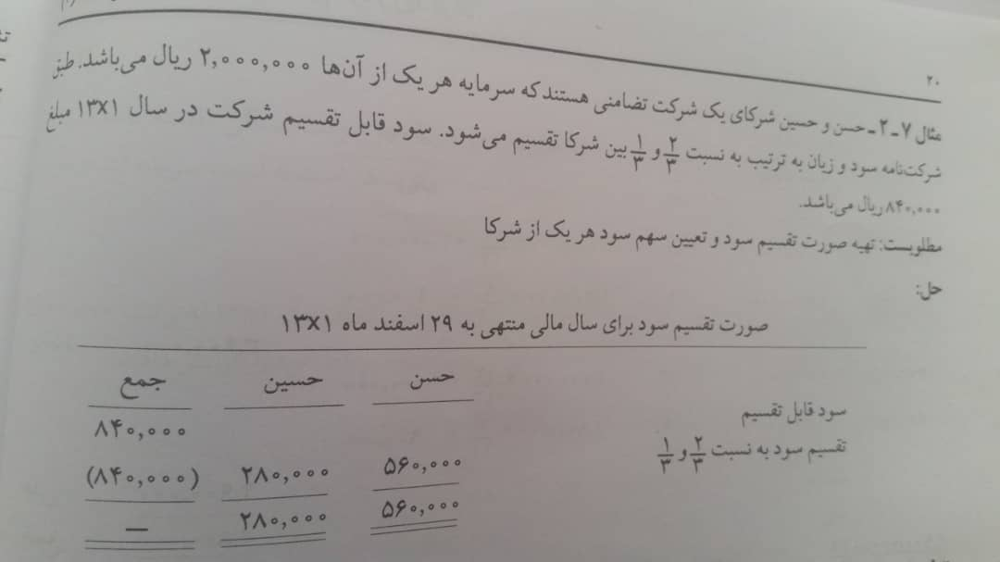 ۲۰
مثال ۷ـ۲ـ حسن و حسین شرکای یک شرکت تضامنی هستند که سرمایه هر یک از آن‌ها ۲,۰۰۰,۰۰۰ ریال می‌باشد. طبق
شرکت‌نامه سود و زیان به ترتیب به نسبت ۲/۳ و ۱/۳ بین شرکا تقسیم می‌شود. سود قابل تقسیم شرکت در سال ۱۳X۱ مبلغ
۸۴۰,۰۰۰ ریال می‌باشد.
مطلوبست: تهیه صورت تقسیم سود و تعیین سهم سود هر یک از شرکا
حل:
صورت تقسیم سود برای سال مالی منتهی به ۲۹ اسفند ماه ۱۳X۱
حسن حسین جمع
سود قابل تقسیم ۸۴۰,۰۰۰
تقسیم سود به نسبت ۲/۳ و ۱/۳ ۵۶۰,۰۰۰ ۲۸۰,۰۰۰ (۸۴۰,۰۰۰)
۵۶۰,۰۰۰ ۲۸۰,۰۰۰ —